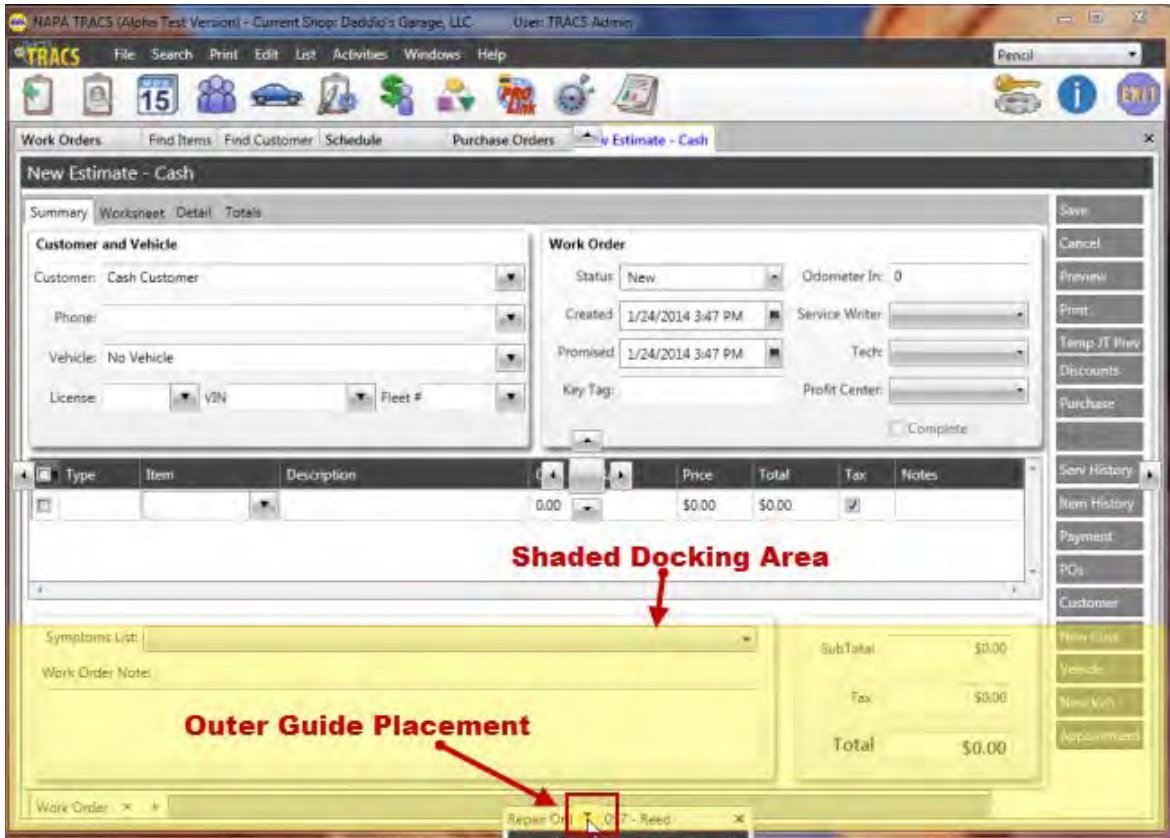 NAPA TRACS (Alpha Test Version) - Current Shop: Daddio's Garage, LLC User: TRACS Admin
TRACS File Search Print Edit List Activities Windows Help Pencil
15 PRO Link i EXIT
Work Orders Find Items Find Customer Schedule Purchase Orders w Estimate - Cash
New Estimate - Cash
Summary Worksheet Detail Totals Save
Customer and Vehicle Work Order Cancel
Customer: Cash Customer Status New Odometer In: 0 Preview
Phone: Created 1/24/2014 3:47 PM Service Writer: Print
Vehicle: No Vehicle Promised 1/24/2014 3:47 PM Tech: Temp JT Prev
Discounts
License VIN Fleet # Key Tag: Profit Center: Purchase
Complete
Type Item Description Price Total Tax Notes Serv History
0.00 $0.00 $0.00 Item History
Payment
Shaded Docking Area
POs
Customer
Symptoms List: SubTotal $0.00 New Cust
Work Order Note: Vehicle
Tax $0.00 New Veh
Outer Guide Placement
Total $0.00 Appointment
Work Order
Repair Ord - Reed